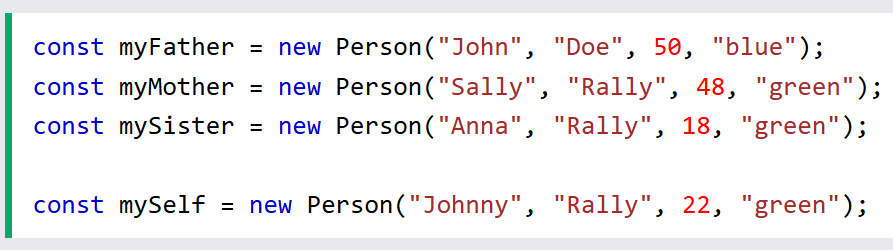 const myFather = new Person("John", "Doe", 50, "blue");
const myMother = new Person("Sally", "Rally", 48, "green");
const mySister = new Person("Anna", "Rally", 18, "green");
const mySelf = new Person("Johnny", "Rally", 22, "green");